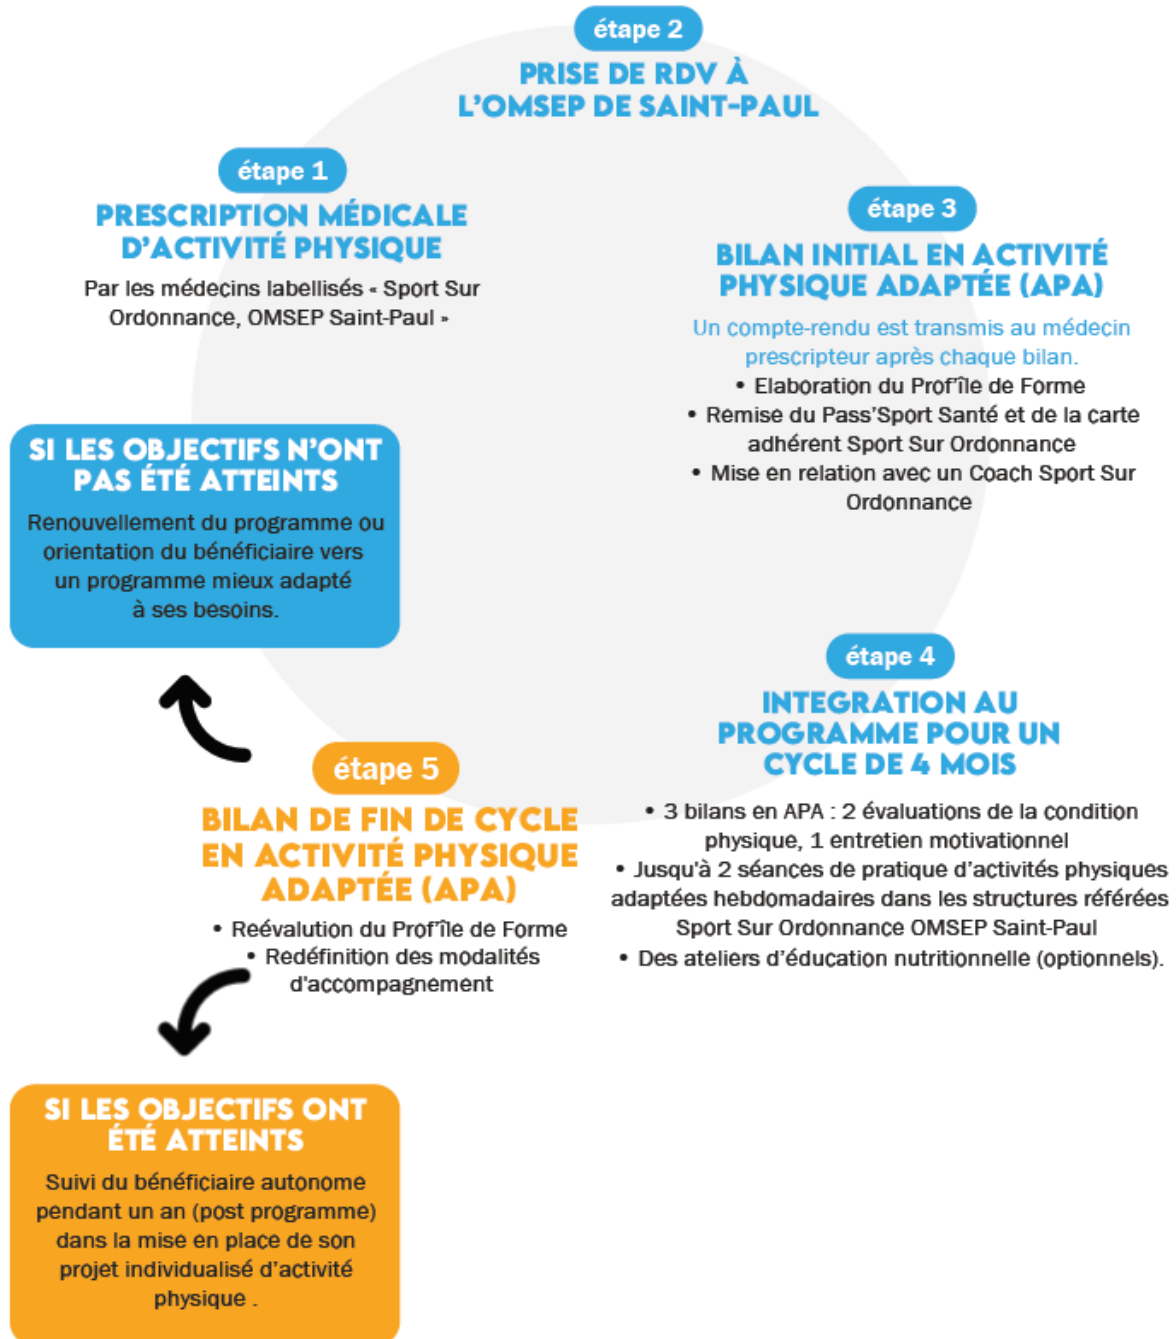 étape 1
PRESCRIPTION MÉDICALE
D'ACTIVITÉ PHYSIQUE
Par les médecins labellisés « Sport Sur
Ordonnance, OMSEP Saint-Paul »
étape 2
PRISE DE RDV À
L'OMSEP DE SAINT-PAUL
étape 3
BILAN INITIAL EN ACTIVITÉ
PHYSIQUE ADAPTÉE (APA)
Un compte-rendu est transmis au médecin
prescripteur après chaque bilan.
• Elaboration du Prof'île de Forme
• Remise du Pass'Sport Santé et de la carte
adhérent Sport Sur Ordonnance
• Mise en relation avec un Coach Sport Sur
Ordonnance
étape 4
INTEGRATION AU
PROGRAMME POUR UN
CYCLE DE 4 MOIS
• 3 bilans en APA : 2 évaluations de la condition
physique, 1 entretien motivationnel
• Jusqu'à 2 séances de pratique d'activités physiques
adaptées hebdomadaires dans les structures référées
Sport Sur Ordonnance OMSEP Saint-Paul
• Des ateliers d'éducation nutritionnelle (optionnels).
étape 5
BILAN DE FIN DE CYCLE
EN ACTIVITÉ PHYSIQUE
ADAPTÉE (APA)
• Reévalution du Prof'île de Forme
• Redéfinition des modalités
d'accompagnement
SI LES OBJECTIFS N'ONT
PAS ÉTÉ ATTEINTS
Renouvellement du programme ou
orientation du bénéficiaire vers
un programme mieux adapté
à ses besoins.
SI LES OBJECTIFS ONT
ÉTÉ ATTEINTS
Suivi du bénéficiaire autonome
pendant un an (post programme)
dans la mise en place de son
projet individualisé d'activité
physique .